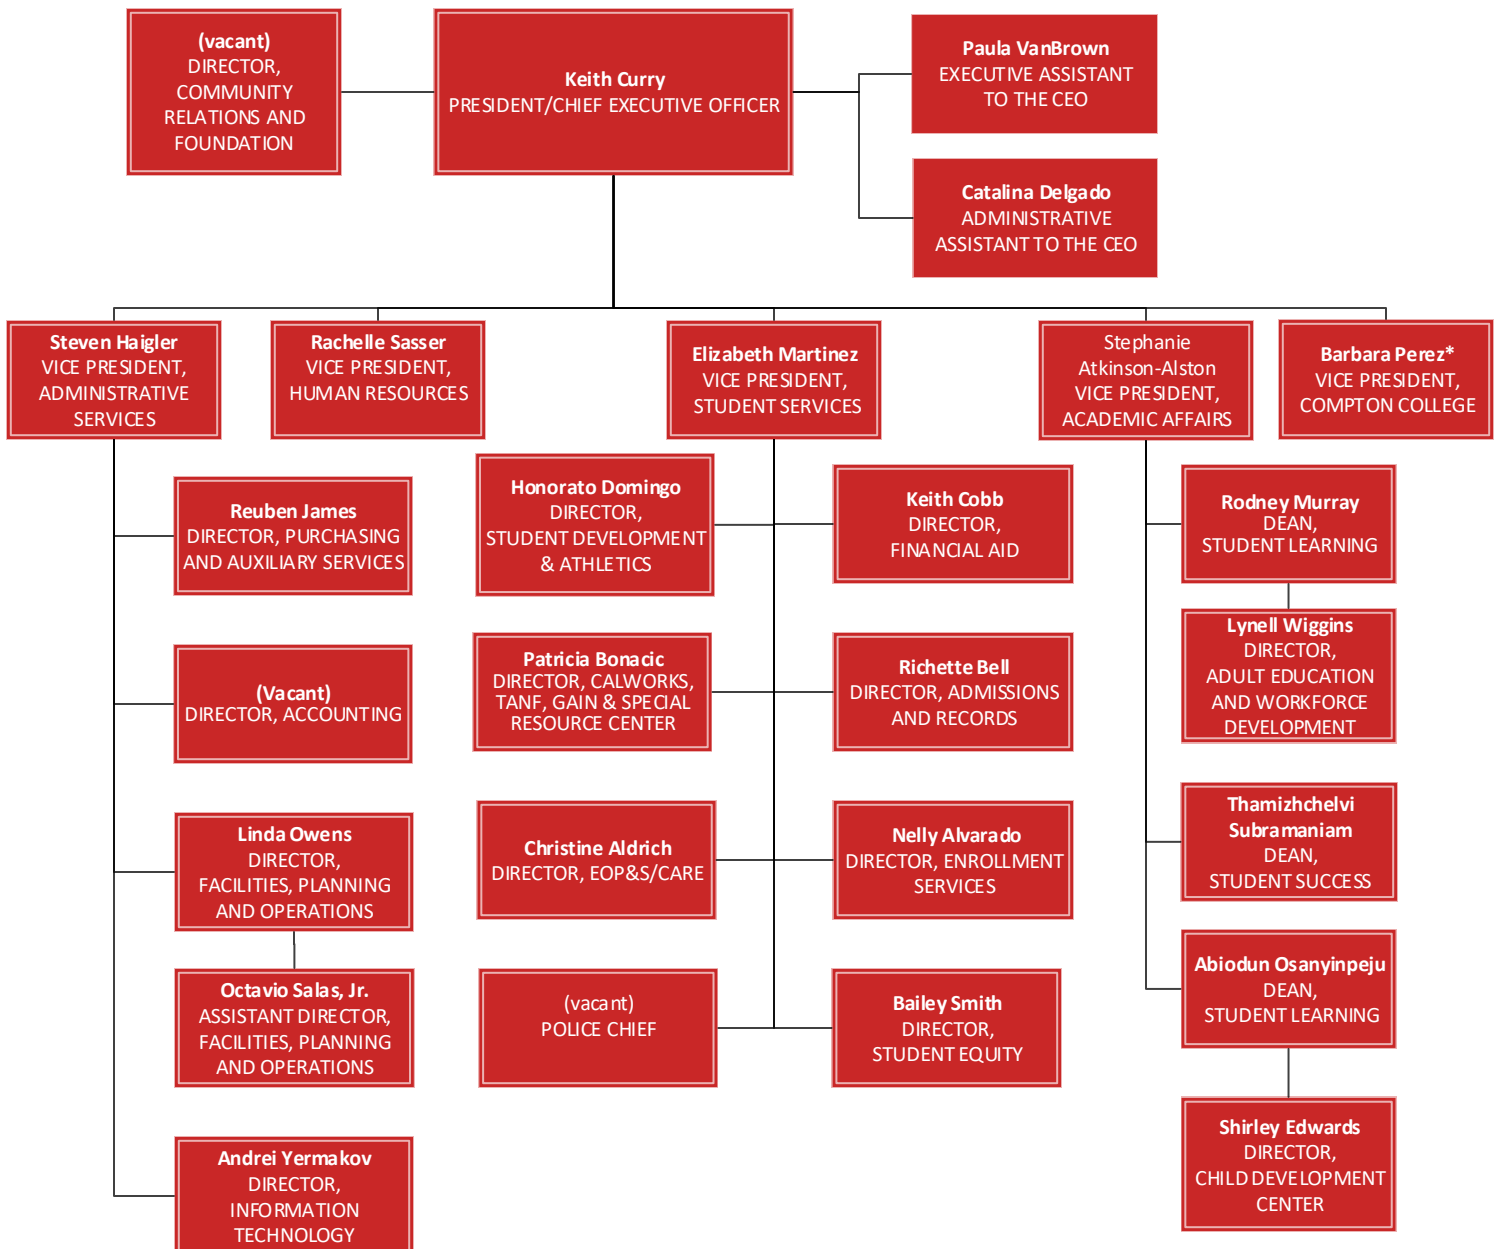 (vacant)
DIRECTOR,
COMMUNITY
RELATIONS AND
FOUNDATION
Keith Curry
PRESIDENT/CHIEF EXECUTIVE OFFICER
Paula VanBrown
EXECUTIVE ASSISTANT
TO THE CEO
Catalina Delgado
ADMINISTRATIVE
ASSISTANT TO THE CEO
Steven Haigler
VICE PRESIDENT,
ADMINISTRATIVE
SERVICES
Rachelle Sasser
VICE PRESIDENT,
HUMAN RESOURCES
Elizabeth Martinez
VICE PRESIDENT,
STUDENT SERVICES
Stephanie
Atkinson-Alston
VICE PRESIDENT,
ACADEMIC AFFAIRS
Barbara Perez*
VICE PRESIDENT,
COMPTON COLLEGE
Reuben James
DIRECTOR, PURCHASING
AND AUXILIARY SERVICES
(Vacant)
DIRECTOR, ACCOUNTING
Linda Owens
DIRECTOR,
FACILITIES, PLANNING
AND OPERATIONS
Octavio Salas, Jr.
ASSISTANT DIRECTOR,
FACILITIES, PLANNING
AND OPERATIONS
Andrei Yermakov
DIRECTOR,
INFORMATION
TECHNOLOGY
Honorato Domingo
DIRECTOR,
STUDENT DEVELOPMENT
& ATHLETICS
Keith Cobb
DIRECTOR,
FINANCIAL AID
Patricia Bonacic
DIRECTOR, CALWORKS,
TANF, GAIN & SPECIAL
RESOURCE CENTER
Richette Bell
DIRECTOR, ADMISSIONS
AND RECORDS
Christine Aldrich
DIRECTOR, EOP&S/CARE
Nelly Alvarado
DIRECTOR, ENROLLMENT
SERVICES
(vacant)
POLICE CHIEF
Bailey Smith
DIRECTOR,
STUDENT EQUITY
Rodney Murray
DEAN,
STUDENT LEARNING
Lynell Wiggins
DIRECTOR,
ADULT EDUCATION
AND WORKFORCE
DEVELOPMENT
Thamizhchelvi
Subramaniam
DEAN,
STUDENT SUCCESS
Abiodun Osanyinpeju
DEAN,
STUDENT LEARNING
Shirley Edwards
DIRECTOR,
CHILD DEVELOPMENT
CENTER